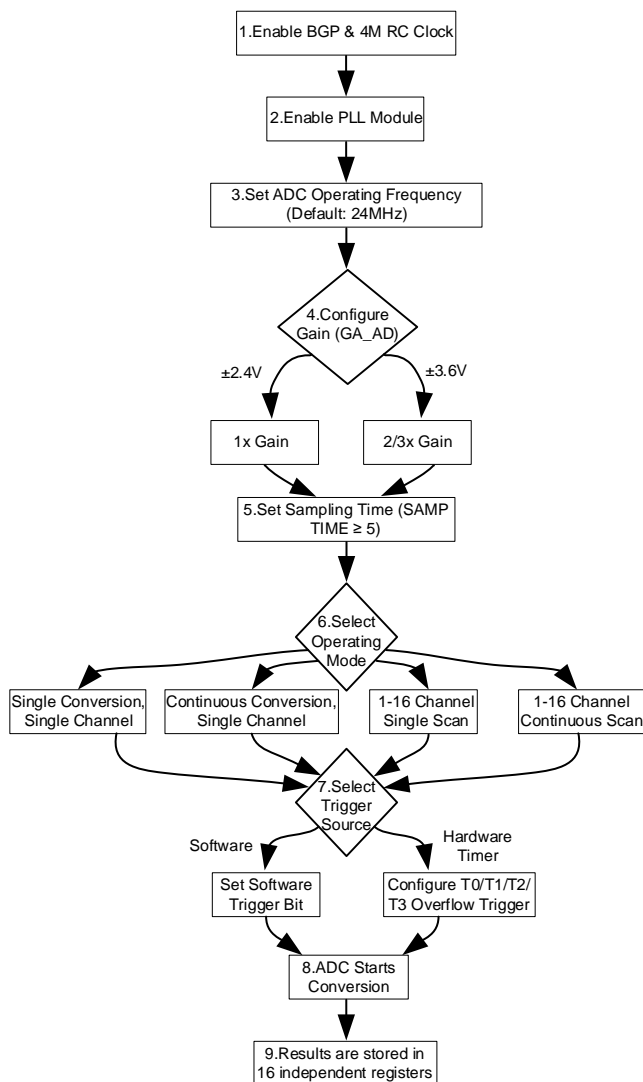 1.Enable BGP & 4M RC Clock
2.Enable PLL Module
3.Set ADC Operating Frequency
(Default: 24MHz)
4.Configure
Gain (GA_AD)
±2.4V
±3.6V
1x Gain
2/3x Gain
5.Set Sampling Time (SAMP
TIME ≥ 5)
6.Select
Operating
Mode
Single Conversion,
Single Channel
Continuous Conversion,
Single Channel
1-16 Channel
Single Scan
1-16 Channel
Continuous Scan
7.Select
Trigger
Source
Software
Hardware
Timer
Set Software
Trigger Bit
Configure T0/T1/T2/
T3 Overflow Trigger
8.ADC Starts
Conversion
9.Results are stored in
16 independent registers